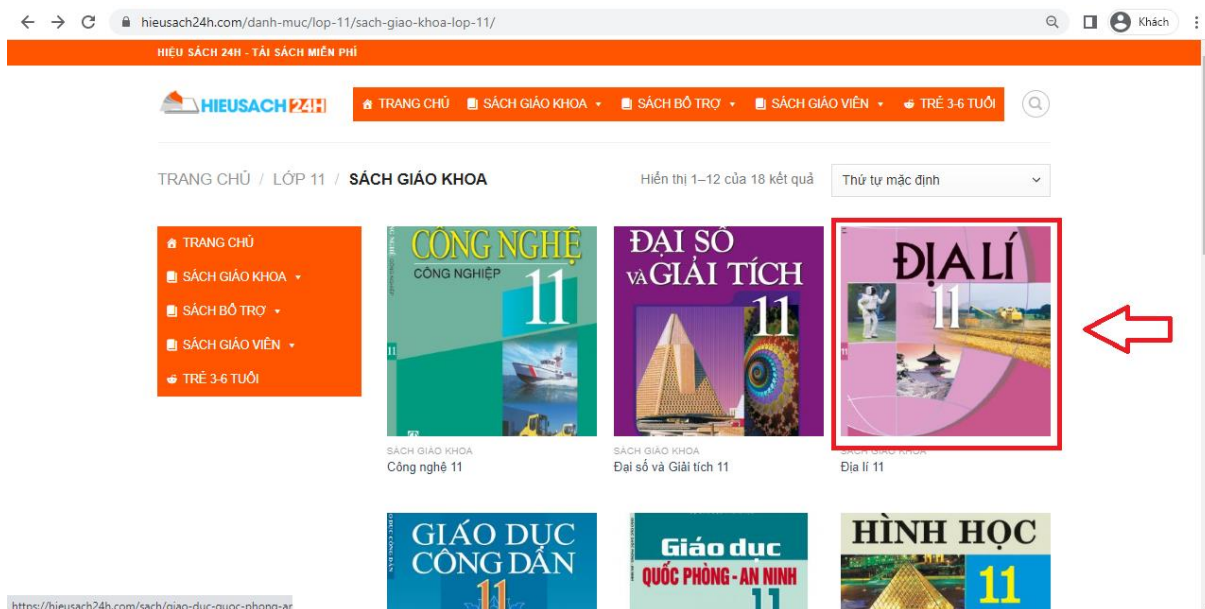 hieusach24h.com/danh-muc/lop-11/sach-giao-khoa-lop-11/
Khách
HIỆU SÁCH 24H - TẢI SÁCH MIỄN PHÍ
HIEUSACH 24H
TRANG CHỦ
SÁCH GIÁO KHOA
SÁCH BỔ TRỢ
SÁCH GIÁO VIÊN
TRẺ 3-6 TUỔI
TRANG CHỦ / LỚP 11 / SÁCH GIÁO KHOA
Hiển thị 1–12 của 18 kết quả
Thứ tự mặc định
TRANG CHỦ
SÁCH GIÁO KHOA
SÁCH BỔ TRỢ
SÁCH GIÁO VIÊN
TRẺ 3-6 TUỔI
CÔNG NGHỆ
CÔNG NGHIỆP
11
11
ĐẠI SỐ
VÀ GIẢI TÍCH
11
ĐỊA LÍ
11
11
SÁCH GIÁO KHOA
Công nghệ 11
SÁCH GIÁO KHOA
Đại số và Giải tích 11
SÁCH GIÁO KHOA
Địa lí 11
GIÁO DỤC
CÔNG DÂN
11
Giáo dục
QUỐC PHÒNG - AN NINH
11
HÌNH HỌC
11
https://hieusach24h.com/sach/giao-duc-quoc-phong-an